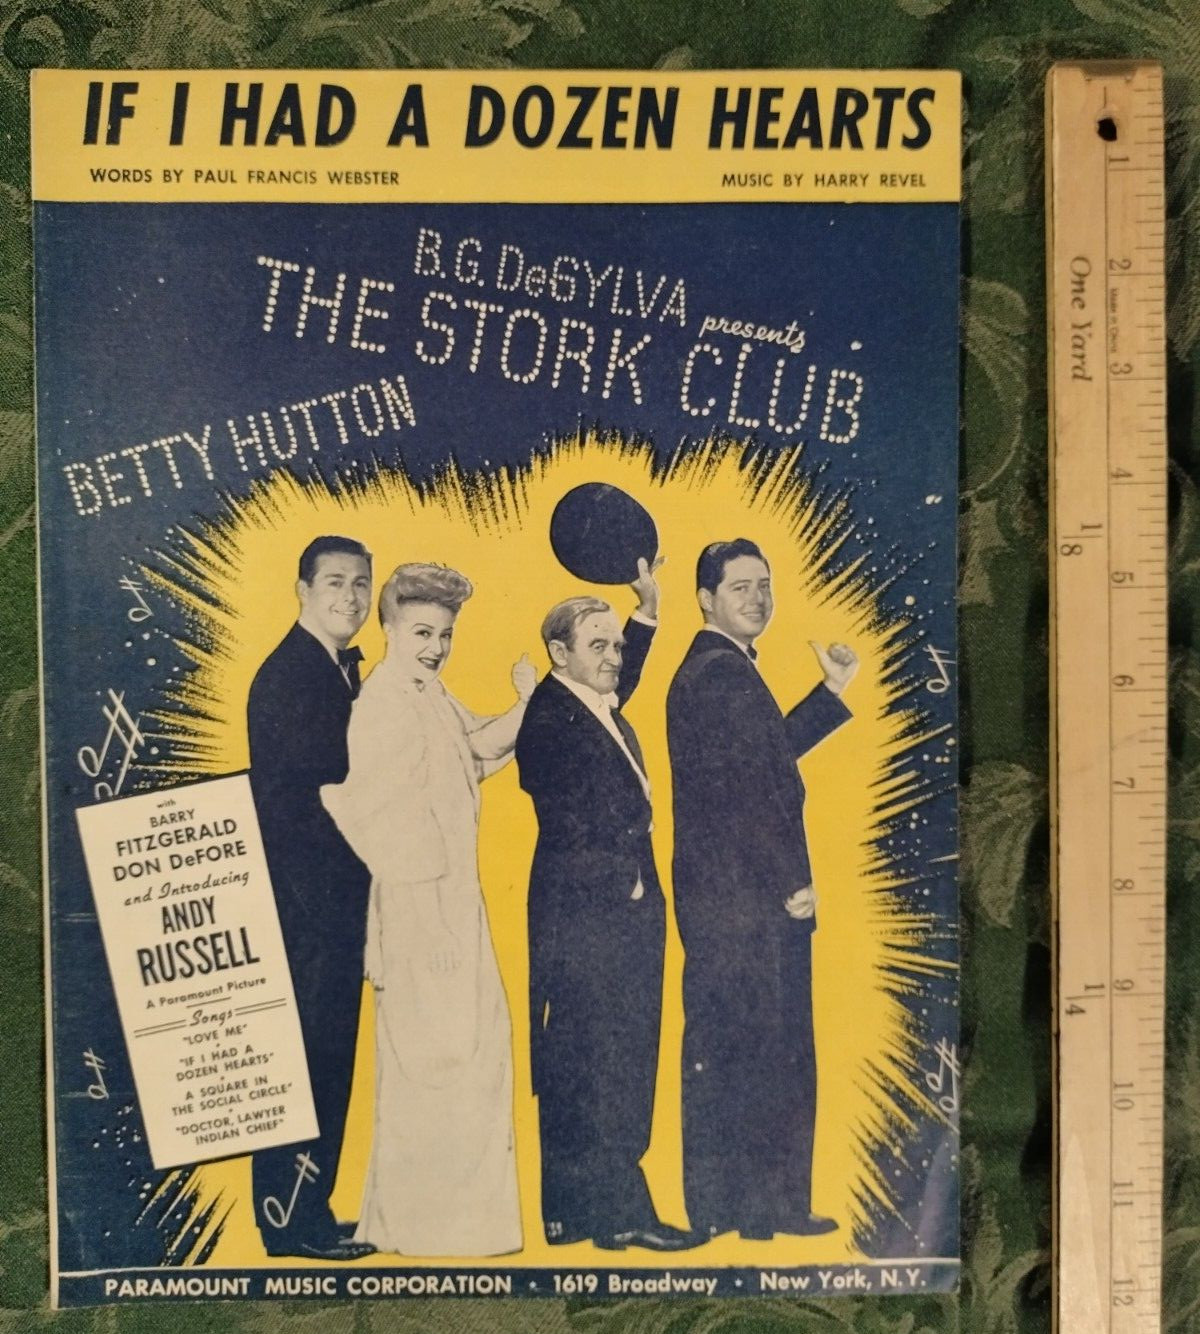 IF I HAD A DOZEN HEARTS
WORDS BY PAUL FRANCIS WEBSTER
MUSIC BY HARRY REVEL
B.G. DeSYLVA
presents
THE STORK CLUB
BETTY HUTTON
with
BARRY
FITZGERALD
DON DeFORE
and Introducing
ANDY
RUSSELL
A Paramount Picture
Songs
"LOVE ME"
"IF I HAD A
DOZEN HEARTS"
A SQUARE IN
THE SOCIAL CIRCLE"
"DOCTOR, LAWYER
INDIAN CHIEF"
PARAMOUNT MUSIC CORPORATION * 1619 Broadway * New York, N.Y.
1
2
3
4
5
6
7
8
9
10
11
12
One Yard
Made in China
1/8
1/4